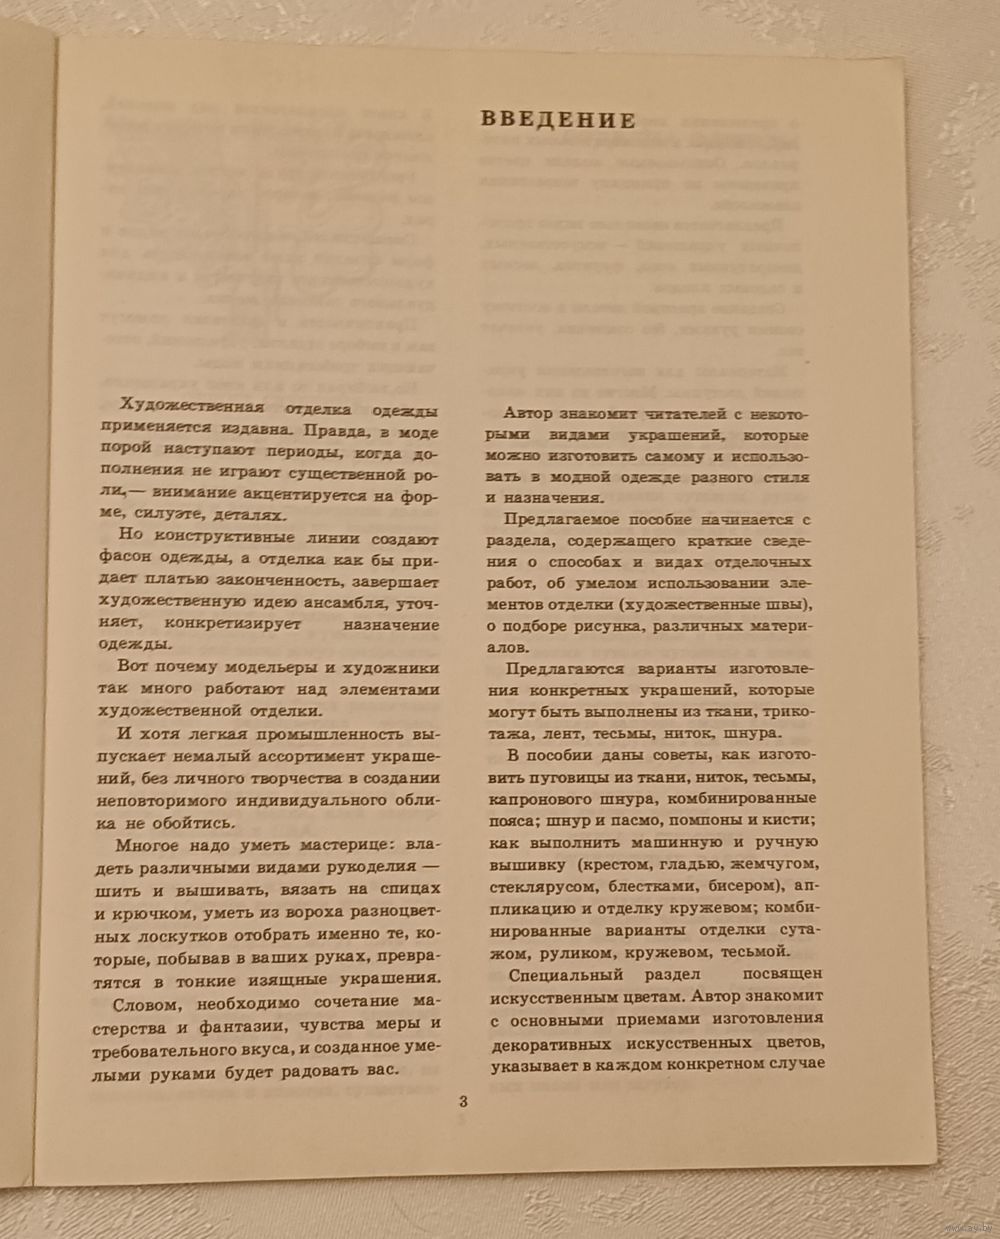 ВВЕДЕНИЕ
Художественная отделка одежды
применяется издавна. Правда, в моде
порой наступают периоды, когда до-
полнения не играют существенной ро-
ли,— внимание акцентируется на фор-
ме, силуэте, деталях.
Но конструктивные линии создают
фасон одежды, а отделка как бы при-
дает платью законченность, завершает
художественную идею ансамбля, уточ-
няет, конкретизирует назначение
одежды.
Вот почему модельеры и художники
так много работают над элементами
художественной отделки.
И хотя легкая промышленность вы-
пускает немалый ассортимент украше-
ний, без личного творчества в создании
неповторимого индивидуального обли-
ка не обойтись.
Многое надо уметь мастерице: вла-
деть различными видами рукоделия —
шить и вышивать, вязать на спицах
и крючком, уметь из вороха разноцвет-
ных лоскутков отобрать именно те, ко-
торые, побывав в ваших руках, превра-
тятся в тонкие изящные украшения.
Словом, необходимо сочетание ма-
стерства и фантазии, чувства меры и
требовательного вкуса, и созданное уме-
лыми руками будет радовать вас.
Автор знакомит читателей с некото-
рыми видами украшений, которые
можно изготовить самому и использо-
вать в модной одежде разного стиля
и назначения.
Предлагаемое пособие начинается с
раздела, содержащего краткие сведе-
ния о способах и видах отделочных
работ, об умелом использовании эле-
ментов отделки (художественные швы),
о подборе рисунка, различных матери-
алов.
Предлагаются варианты изготовле-
ния конкретных украшений, которые
могут быть выполнены из ткани, трико-
тажа, лент, тесьмы, ниток, шнура.
В пособии даны советы, как изгото-
вить пуговицы из ткани, ниток, тесьмы,
капронового шнура, комбинированные
пояса; шнур и пасмо, помпоны и кисти;
как выполнить машинную и ручную
вышивку (крестом, гладью, жемчугом,
стеклярусом, блестками, бисером), ап-
пликацию и отделку кружевом; комби-
нированные варианты отделки сута-
жом, руликом, кружевом, тесьмой.
Специальный раздел посвящен
искусственным цветам. Автор знакомит
с основными приемами изготовления
декоративных искусственных цветов,
указывает в каждом конкретном случае
3
www.ay.by